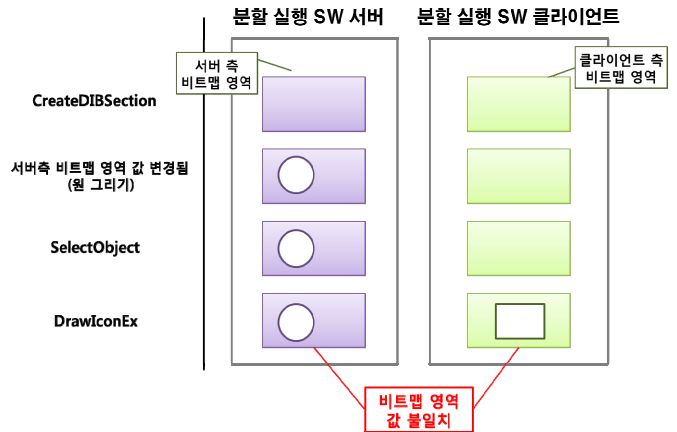 분할 실행 SW 서버
분할 실행 SW 클라이언트
서버 측
비트맵 영역
클라이언트 측
비트맵 영역
CreateDIBSection
서버측 비트맵 영역 값 변경됨
(원 그리기)
SelectObject
DrawIconEx
비트맵 영역
값 불일치